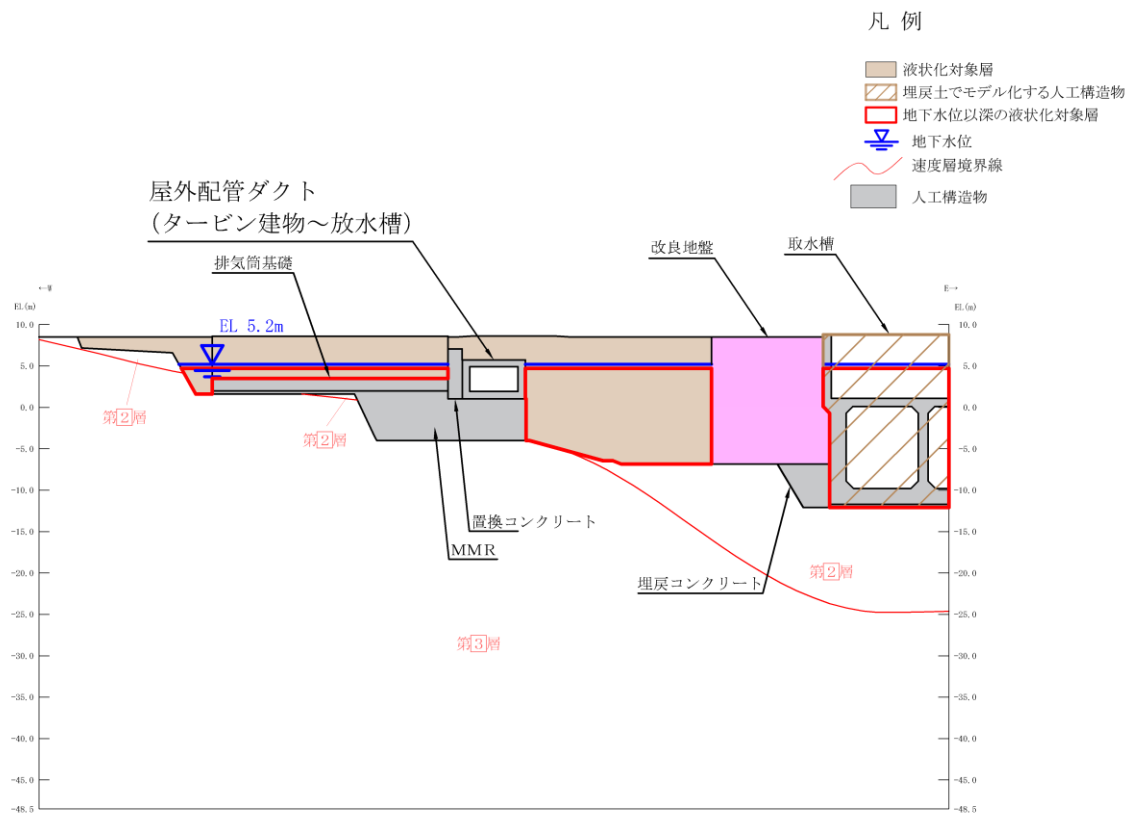 凡 例
液状化対象層
埋戻土でモデル化する人工構造物
地下水位以深の液状化対象層
地下水位
速度層境界線
人工構造物
屋外配管ダクト
(タービン建物～放水槽)
排気筒基礎
改良地盤
取水槽
←W
E→
EL(m)
EL(m)
EL 5.2m
10.0
5.0
0.0
-5.0
-10.0
-15.0
-20.0
-25.0
-30.0
-35.0
-40.0
-45.0
-48.5
10.0
5.0
0.0
-5.0
-10.0
-15.0
-20.0
-25.0
-30.0
-35.0
-40.0
-45.0
-48.5
第2層
第2層
置換コンクリート
MMR
埋戻コンクリート
第2層
第3層